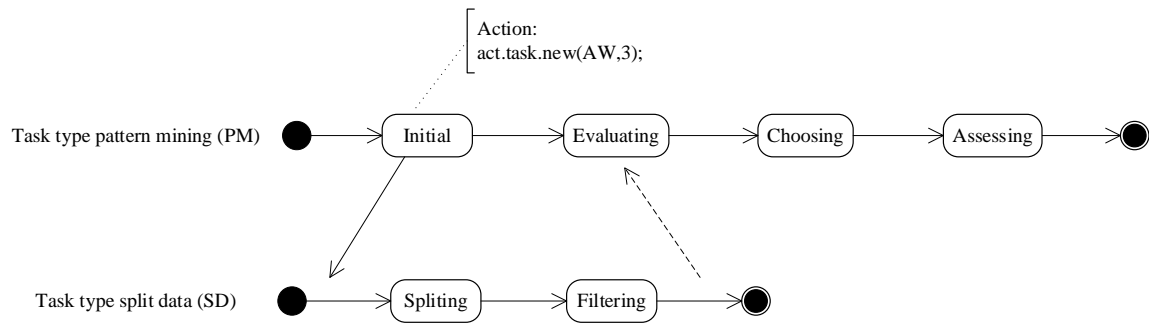 Action:
act.task.new(AW,3);
Task type pattern mining (PM)
Initial
Evaluating
Choosing
Assessing
Task type split data (SD)
Spliting
Filtering